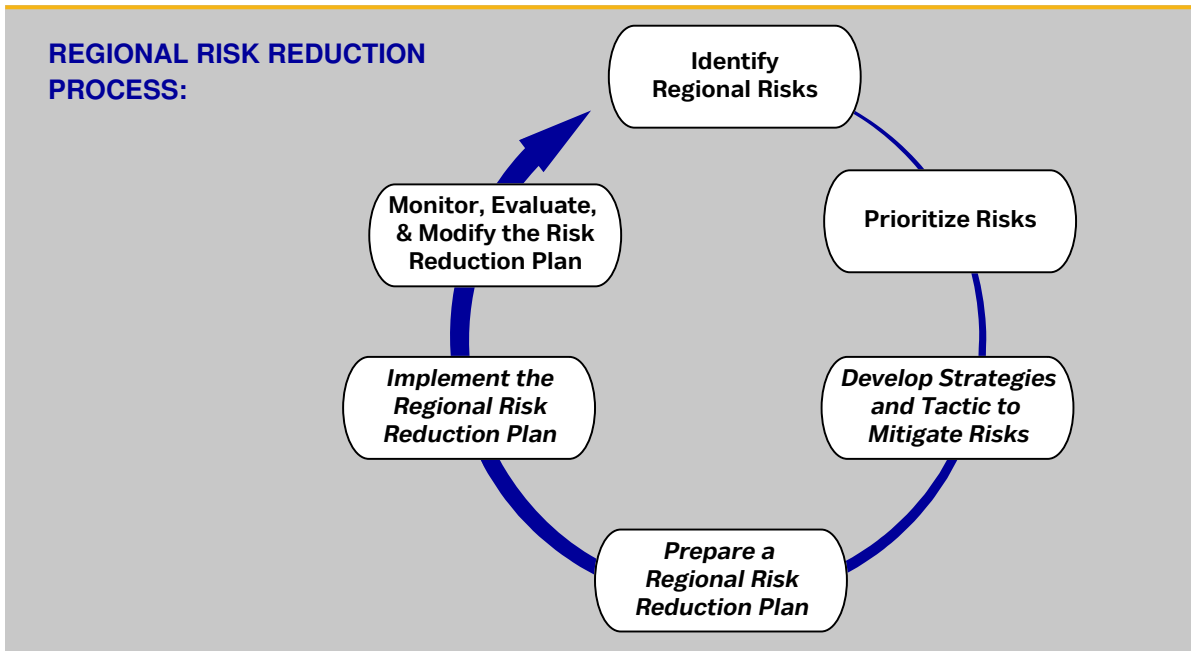 REGIONAL RISK REDUCTION
PROCESS:
Identify
Regional Risks
Prioritize Risks
Develop Strategies
and Tactic to
Mitigate Risks
Prepare a
Regional Risk
Reduction Plan
Implement the
Regional Risk
Reduction Plan
Monitor, Evaluate,
& Modify the Risk
Reduction Plan